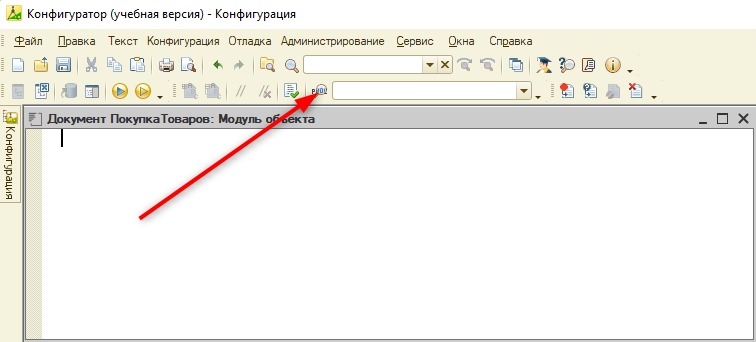 Конфигуратор (учебная версия) - Конфигурация
Файл Правка Текст Конфигурация Отладка Администрирование Сервис Окна Справка
Конфигурация
Документ ПокупкаТоваров: Модуль объекта